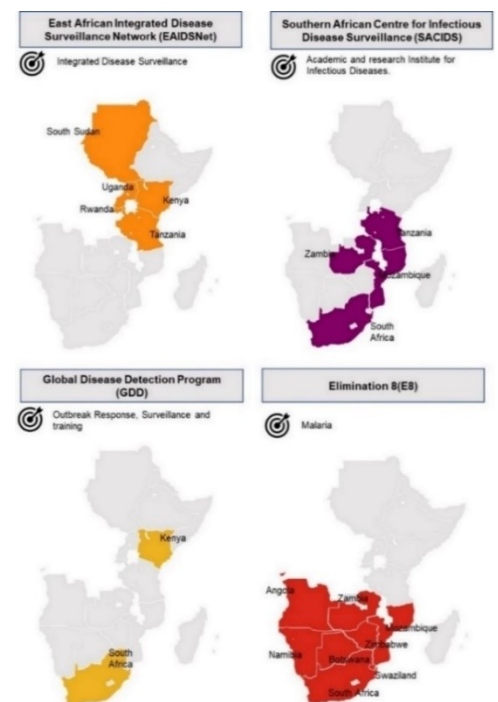 East African Integrated Disease
Surveillance Network (EAIDSNet)
Integrated Disease Surveillance
South Sudan
Uganda
Kenya
Rwanda
Tanzania
Southern African Centre for Infectious
Disease Surveillance (SACIDS)
Academic and research Institute for
Infectious Diseases.
Tanzania
Zambia
Mozambique
South
Africa
Global Disease Detection Program
(GDD)
Outbreak Response, Surveillance and
training
Kenya
South
Africa
Elimination 8(E8)
Malaria
Angola
Zambia
Mozambique
Zimbabwe
Namibia
Botswana
Swaziland
South Africa